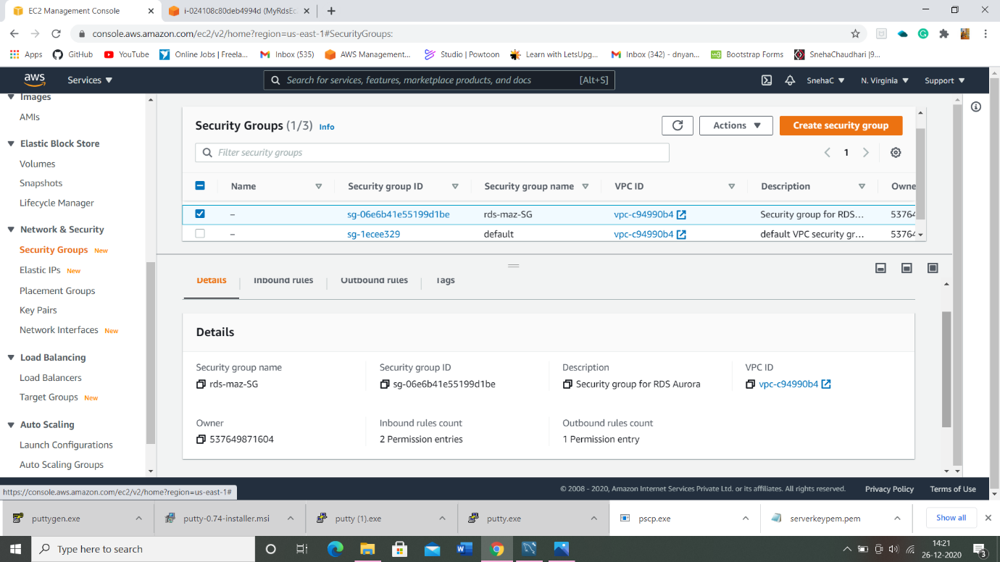 EC2 Management Console
i-024108c80deb4994d (MyRdsEc
console.aws.amazon.com/ec2/v2/home?region=us-east-1#SecurityGroups:
Apps GitHub YouTube Online Jobs | Freela... Inbox (535) AWS Management... Studio | Powtoon Learn with LetsUpg... Inbox (342) - dnyan... Bootstrap Forms SnehaChaudhari |9...
aws Services Search for services, features, marketplace products, and docs [Alt+S] SnehaC N. Virginia Support
Images
AMIs
Elastic Block Store
Volumes
Snapshots
Lifecycle Manager
Network & Security
Security Groups New
Elastic IPs New
Placement Groups
Key Pairs
Network Interfaces New
Load Balancing
Load Balancers
Target Groups New
Auto Scaling
Launch Configurations
Auto Scaling Groups
Security Groups (1/3) Info
Actions Create security group
Filter security groups 1
Name Security group ID Security group name VPC ID Description Owne
– sg-06e6b41e55199d1be rds-maz-SG vpc-c94990b4 Security group for RDS... 53764
– sg-1ecee329 default vpc-c94990b4 default VPC security gr... 53764
Details Inbound rules Outbound rules Tags
Details
Security group name Security group ID Description VPC ID
rds-maz-SG sg-06e6b41e55199d1be Security group for RDS Aurora vpc-c94990b4
Owner Inbound rules count Outbound rules count
537649871604 2 Permission entries 1 Permission entry
https://console.aws.amazon.com/ec2/v2/home?region=us-east-1#
© 2008 - 2020, Amazon Internet Services Private Ltd. or its affiliates. All rights reserved. Privacy Policy Terms of Use
puttygen.exe putty-0.74-installer.msi putty (1).exe putty.exe pscp.exe serverkeypem.pem Show all
Type here to search
14:21
26-12-2020
3